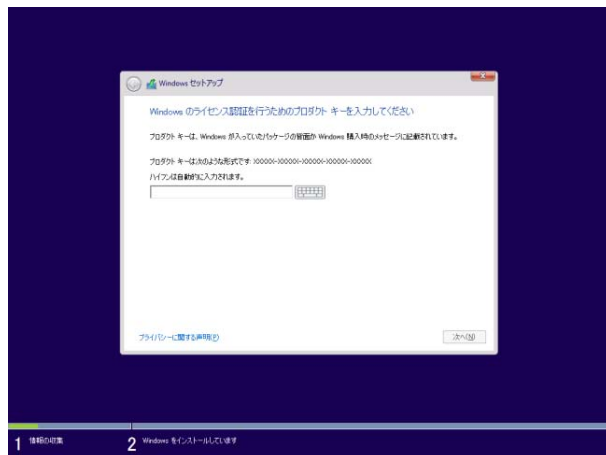 Windows セットアップ
Windows のライセンス認証を行うためのプロダクト キーを入力してください
プロダクト キーは、Windows が入っていたパッケージの背面か Windows 購入時のメッセージに記載されています。
プロダクト キーは次のような形式です: XXXXX-XXXXX-XXXXX-XXXXX-XXXXX
ハイフンは自動的に入力されます。
プライバシーに関する声明(P)
次へ(N)
1 情報の収集
2 Windows をインストールしています